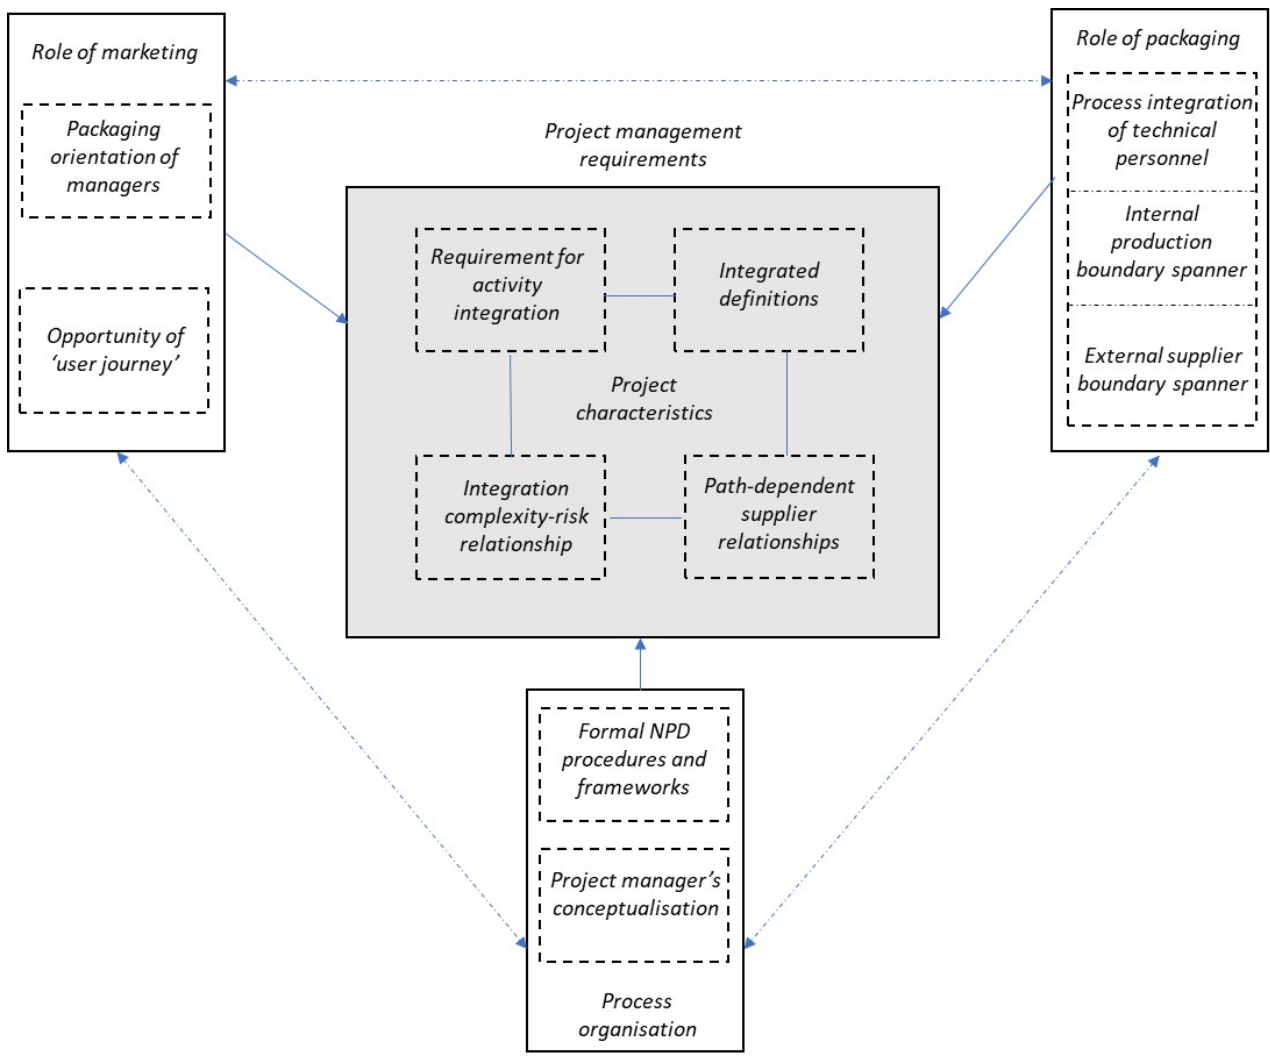 Role of marketing
Packaging
orientation of
managers
Opportunity of
‘user journey’
Project management
requirements
Requirement for
activity
integration
Integrated
definitions
Project
characteristics
Integration
complexity-risk
relationship
Path-dependent
supplier
relationships
Role of packaging
Process integration
of technical
personnel
Internal
production
boundary spanner
External supplier
boundary spanner
Formal NPD
procedures and
frameworks
Project manager’s
conceptualisation
Process
organisation